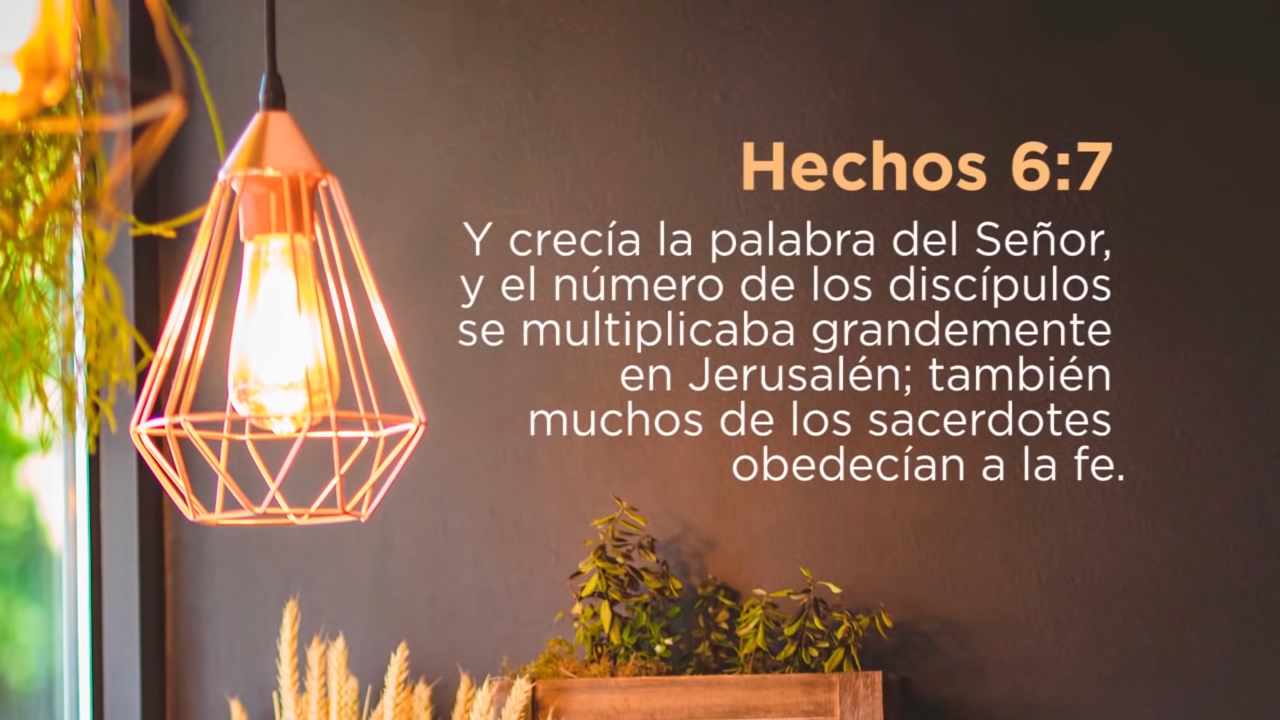 Hechos 6:7
Y crecía la palabra del Señor,
y el número de los discípulos
se multiplicaba grandemente
en Jerusalén; también
muchos de los sacerdotes
obedecían a la fe.